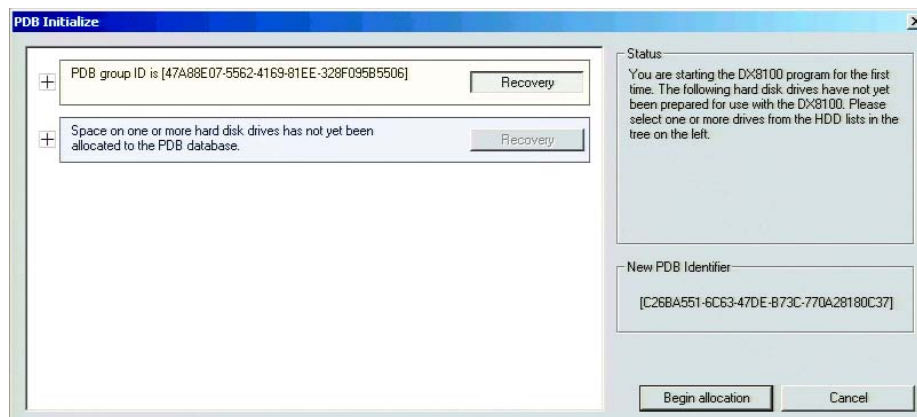 PDB Initialize
PDB group ID is [47A88E07-5562-4169-81EE-328F095B5506]
Recovery
Space on one or more hard disk drives has not yet been
allocated to the PDB database.
Recovery
Status
You are starting the DX8100 program for the first
time. The following hard disk drives have not yet
been prepared for use with the DX8100. Please
select one or more drives from the HDD lists in the
tree on the left.
New PDB Identifier
[C26BA551-6C63-47DE-B73C-770A28180C37]
Begin allocation
Cancel